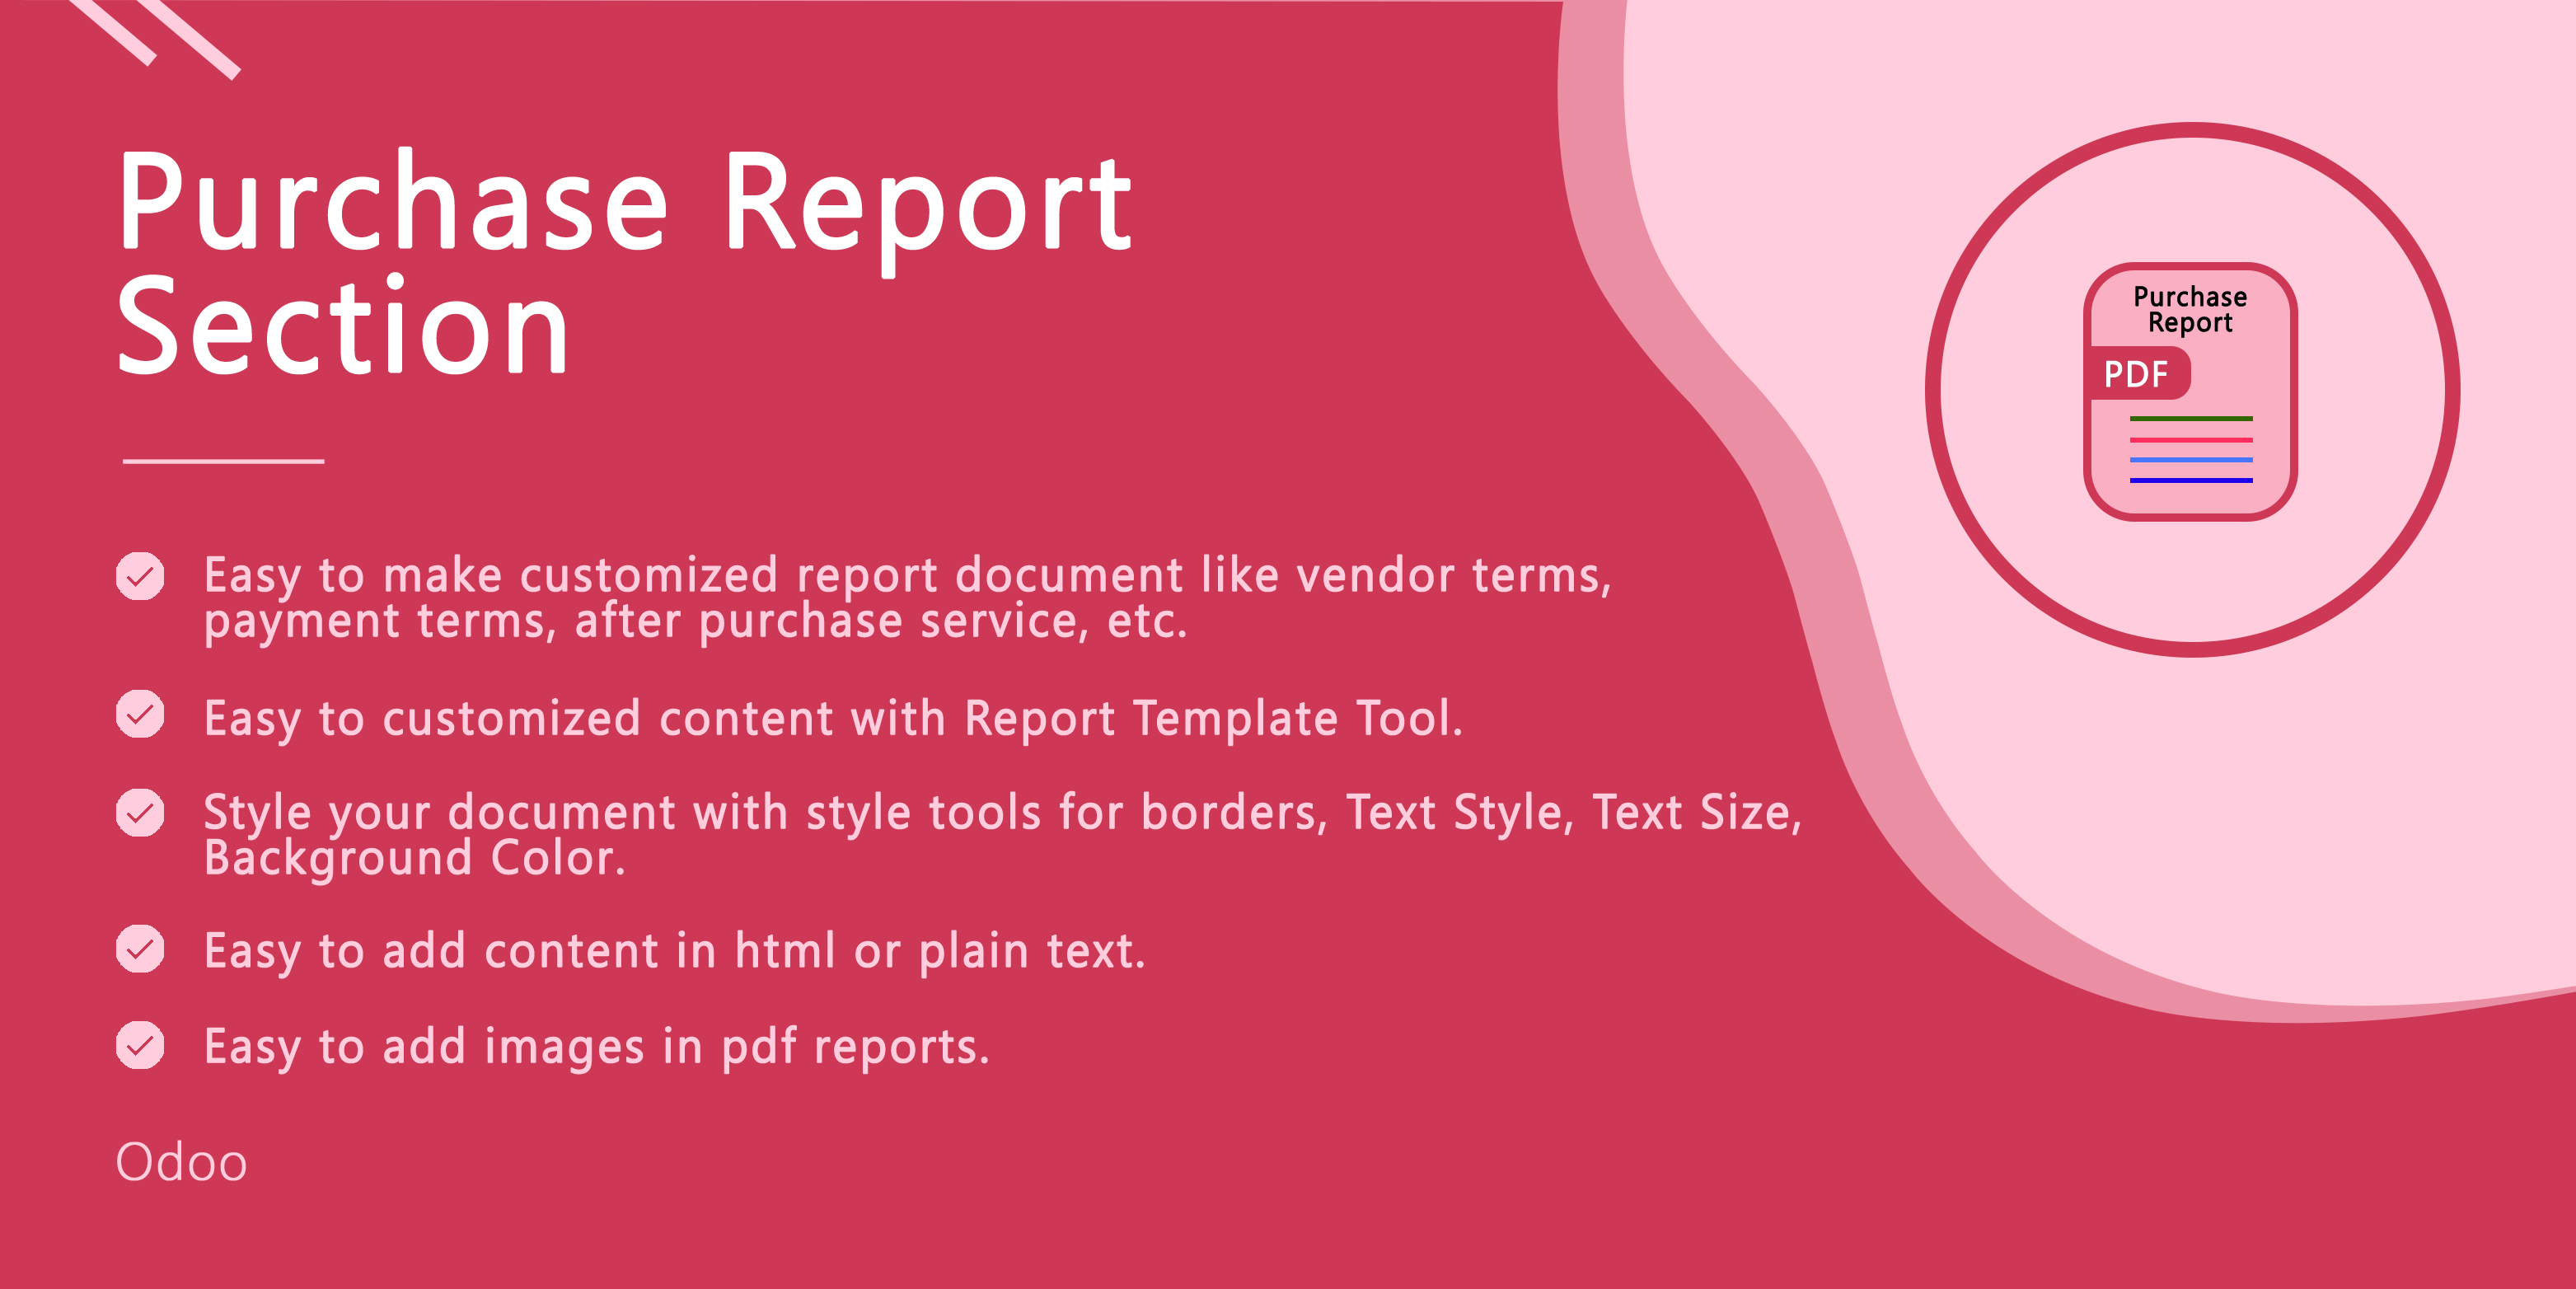 Purchase Report
Section
Easy to make customized report document like vendor terms,
payment terms, after purchase service, etc.
Easy to customized content with Report Template Tool.
Style your document with style tools for borders, Text Style, Text Size,
Background Color.
Easy to add content in html or plain text.
Easy to add images in pdf reports.
Odoo
Purchase
Report
PDF